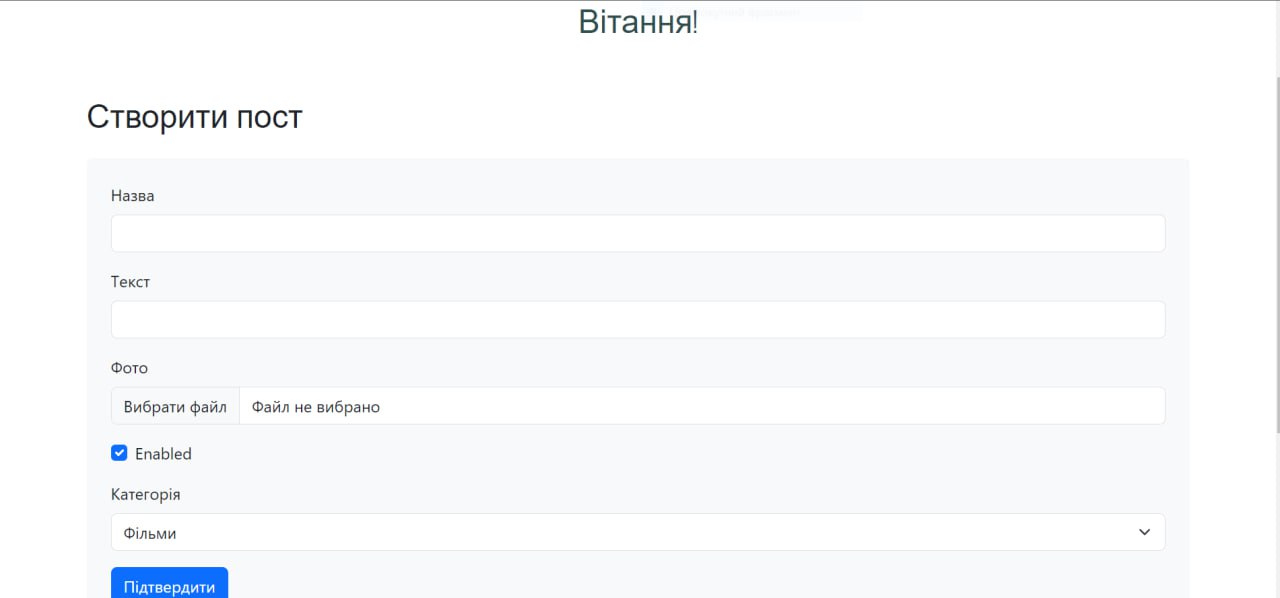 Вітання!
Створити пост
Назва
Текст
Фото
Вибрати файл Файл не вибрано
Enabled
Категорія
Фільми
Підтвердити